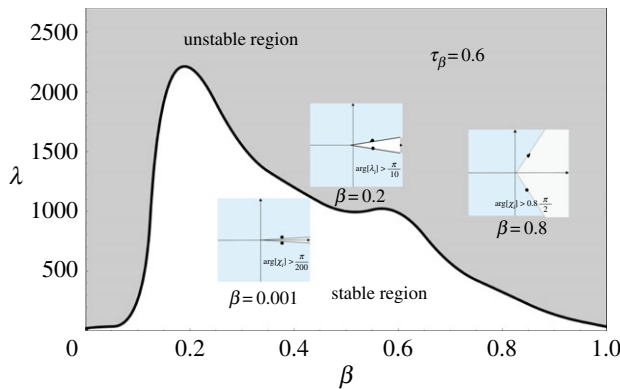 2500
unstable region
τβ = 0.6
2000
1500
λ
arg[λj] > π/10
β = 0.2
arg[χi] > 0.8 π/2
β = 0.8
1000
arg[χi] > π/200
β = 0.001
500
stable region
0 0.2 0.4 0.6 0.8 1.0
β